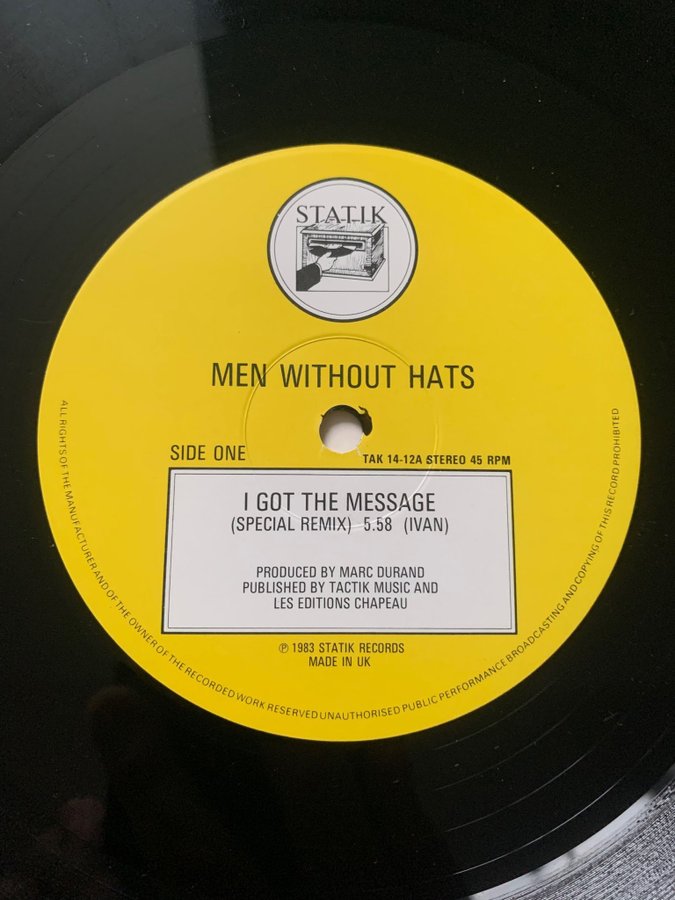 STATIK
MEN WITHOUT HATS
SIDE ONE
TAK 14-12A STEREO 45 RPM
I GOT THE MESSAGE
(SPECIAL REMIX) 5.58 (IVAN)
PRODUCED BY MARC DURAND
PUBLISHED BY TACTIK MUSIC AND
LES EDITIONS CHAPEAU
℗ 1983 STATIK RECORDS
MADE IN UK
ALL RIGHTS OF THE MANUFACTURER AND OF THE OWNER OF THE RECORDED WORK RESERVED UNAUTHORISED PUBLIC PERFORMANCE BROADCASTING AND COPYING OF THIS RECORD PROHIBITED